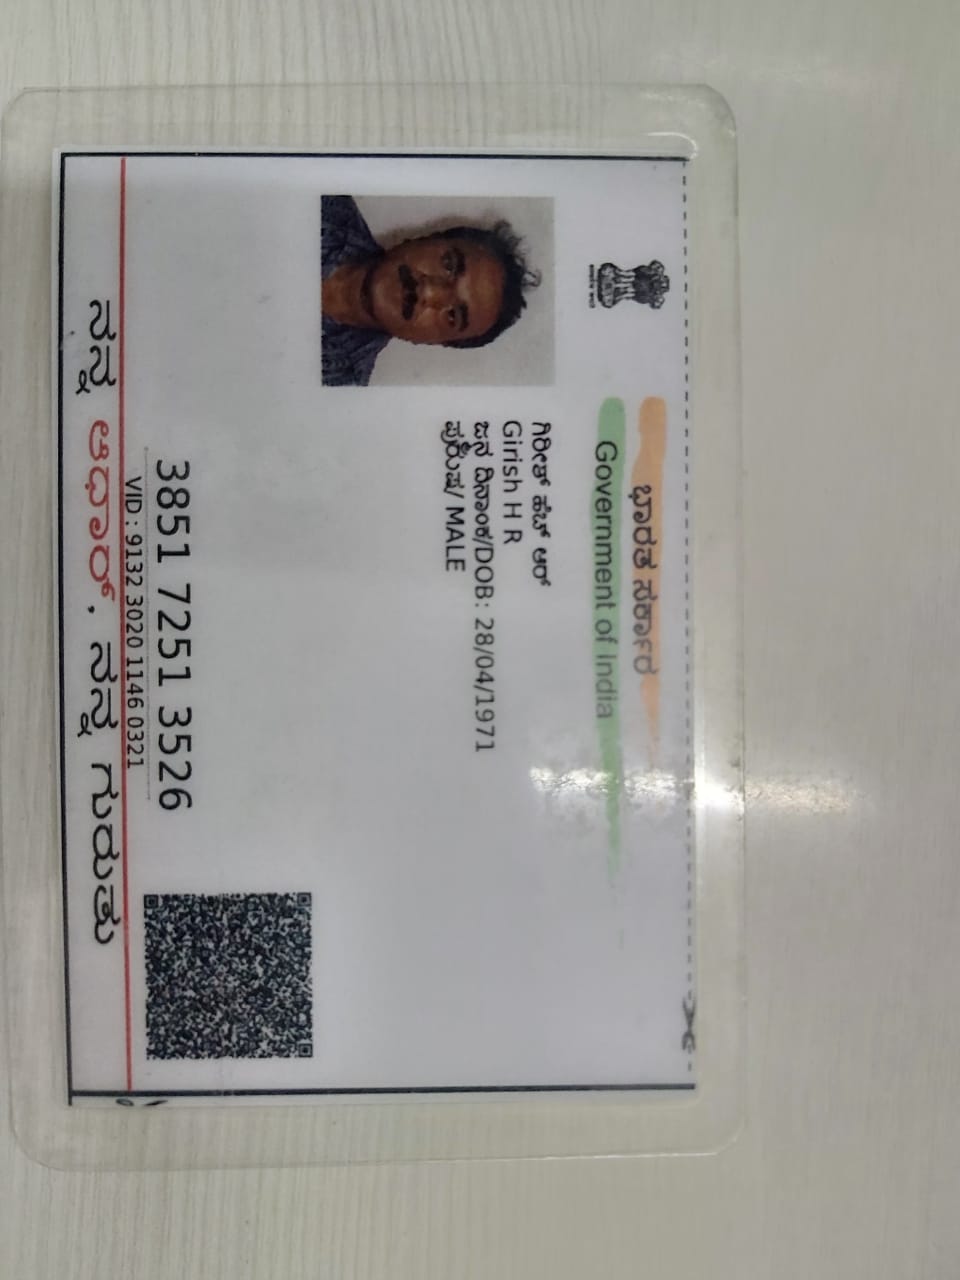 ಭಾರತ ಸರ್ಕಾರ
Government of India
ಗಿರೀಶ್ ಹೆಚ್ ಆರ್
Girish H R
ಜನ್ಮ ದಿನಾಂಕ/DOB: 28/04/1971
ಪುರುಷ/ MALE
3851 7251 3526
VID : 9132 3020 1146 0321
ನನ್ನ ಆಧಾರ್, ನನ್ನ ಗುರುತು